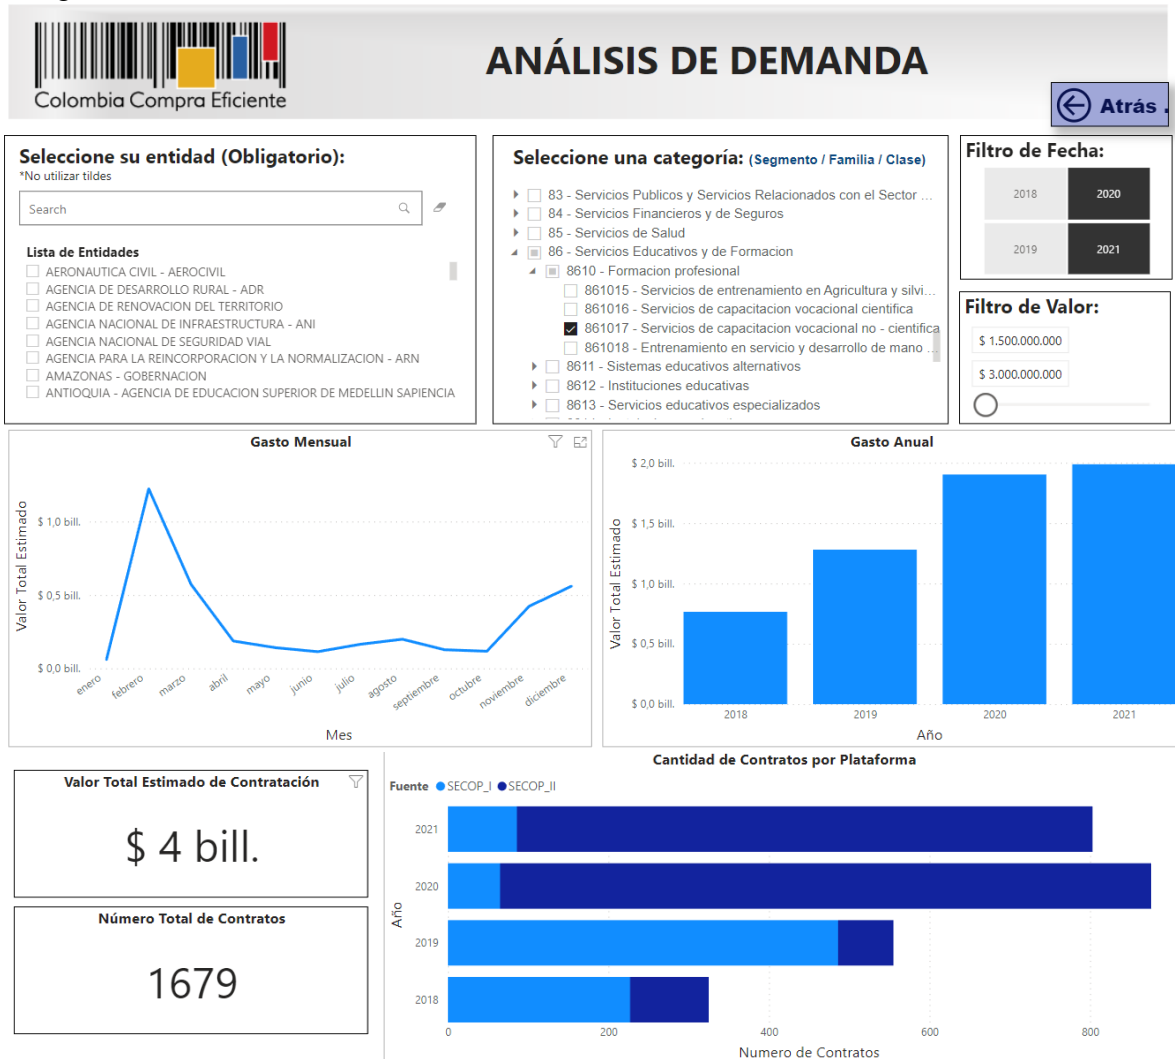 ANÁLISIS DE DEMANDA
Colombia Compra Eficiente
Atrás .
Seleccione su entidad (Obligatorio):
*No utilizar tildes
Search
Lista de Entidades
AERONAUTICA CIVIL - AEROCIVIL
AGENCIA DE DESARROLLO RURAL - ADR
AGENCIA DE RENOVACION DEL TERRITORIO
AGENCIA NACIONAL DE INFRAESTRUCTURA - ANI
AGENCIA NACIONAL DE SEGURIDAD VIAL
AGENCIA PARA LA REINCORPORACION Y LA NORMALIZACION - ARN
AMAZONAS - GOBERNACION
ANTIOQUIA - AGENCIA DE EDUCACION SUPERIOR DE MEDELLIN SAPIENCIA
Seleccione una categoría: (Segmento / Familia / Clase)
83 - Servicios Publicos y Servicios Relacionados con el Sector ...
84 - Servicios Financieros y de Seguros
85 - Servicios de Salud
86 - Servicios Educativos y de Formacion
8610 - Formacion profesional
861015 - Servicios de entrenamiento en Agricultura y silvi...
861016 - Servicios de capacitacion vocacional cientifica
861017 - Servicios de capacitacion vocacional no - cientifica
861018 - Entrenamiento en servicio y desarrollo de mano ...
8611 - Sistemas educativos alternativos
8612 - Instituciones educativas
8613 - Servicios educativos especializados
Filtro de Fecha:
2018 2020
2019 2021
Filtro de Valor:
$ 1.500.000.000
$ 3.000.000.000
Gasto Mensual
Valor Total Estimado
$ 1,0 bill.
$ 0,5 bill.
$ 0,0 bill.
enero febrero marzo abril mayo junio julio agosto septiembre octubre noviembre diciembre
Mes
Gasto Anual
Valor Total Estimado
$ 2,0 bill.
$ 1,5 bill.
$ 1,0 bill.
$ 0,5 bill.
$ 0,0 bill.
2018 2019 2020 2021
Año
Valor Total Estimado de Contratación
$ 4 bill.
Número Total de Contratos
1679
Cantidad de Contratos por Plataforma
Fuente SECOP_I SECOP_II
Año
2021
2020
2019
2018
0 200 400 600 800
Numero de Contratos